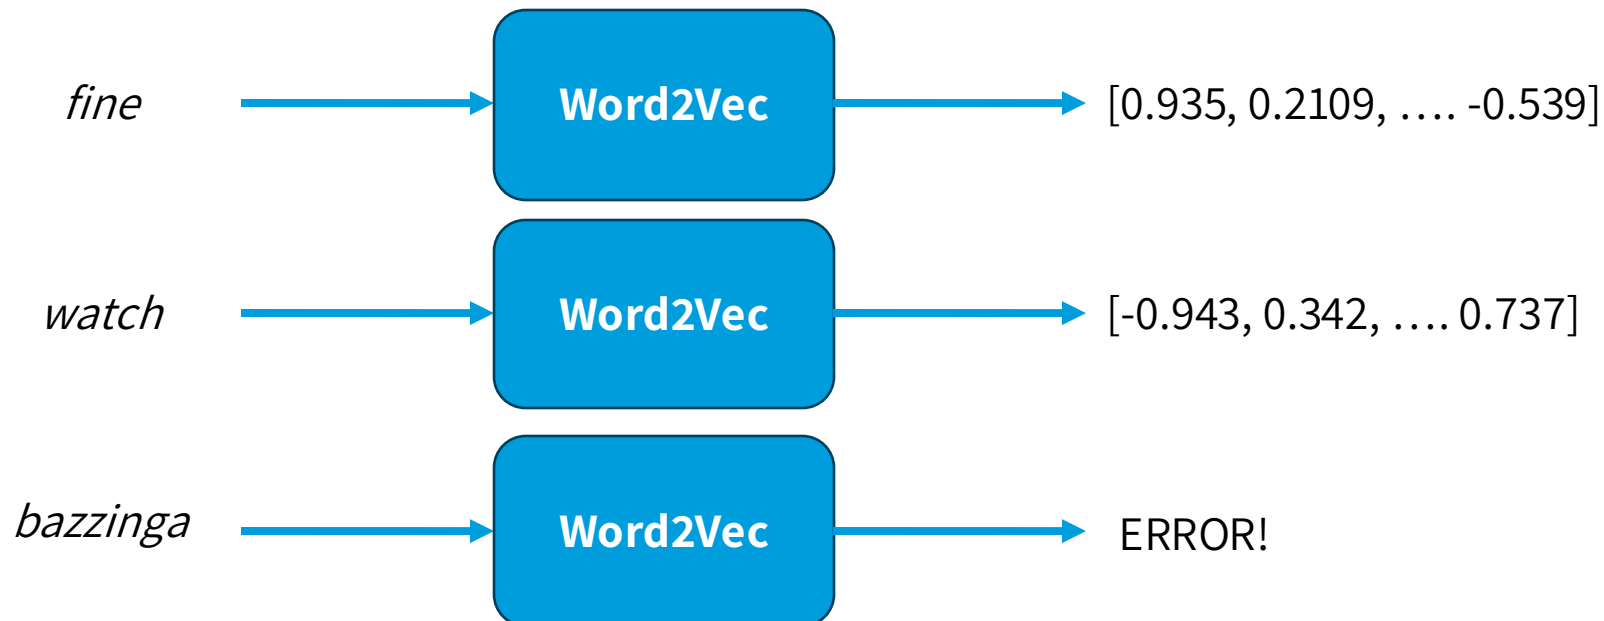 fine Word2Vec [0.935, 0.2109, …. -0.539]
watch Word2Vec [-0.943, 0.342, …. 0.737]
bazzinga Word2Vec ERROR!